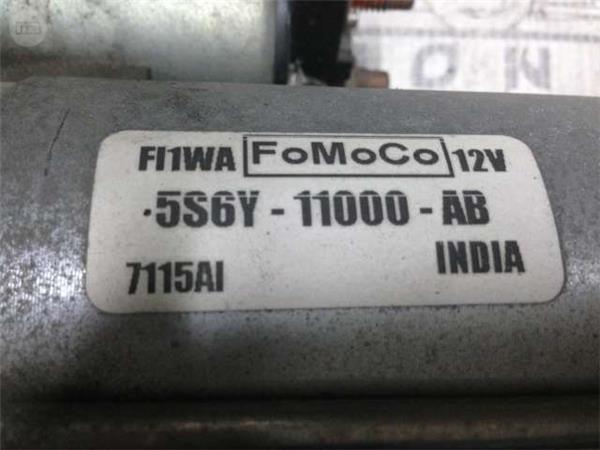 O N
FI1WA FoMoCo 12V
·5S6Y - 11000 - AB
7115AI INDIA